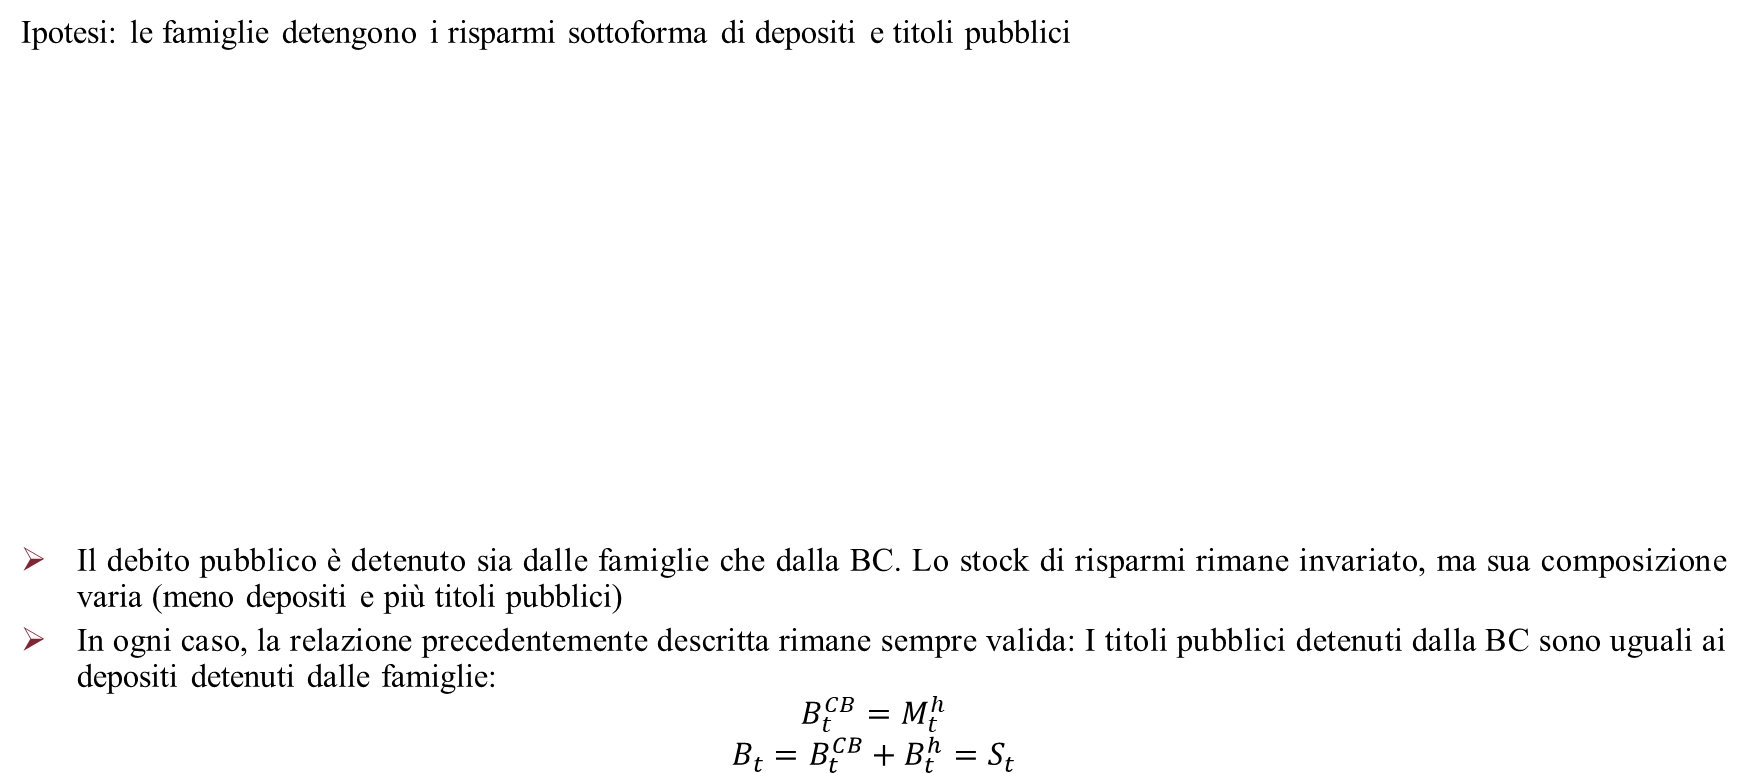 Ipotesi: le famiglie detengono i risparmi sottoforma di depositi e titoli pubblici
➢ Il debito pubblico è detenuto sia dalle famiglie che dalla BC. Lo stock di risparmi rimane invariato, ma sua composizione
varia (meno depositi e più titoli pubblici)
➢ In ogni caso, la relazione precedentemente descritta rimane sempre valida: I titoli pubblici detenuti dalla BC sono uguali ai
depositi detenuti dalle famiglie:
$B_t^{CB} = M_t^h$
$B_t = B_t^{CB} + B_t^h = S_t$